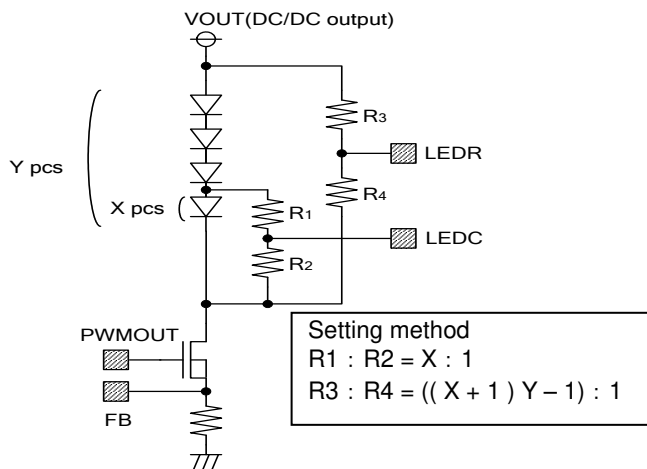 VOUT(DC/DC output)
R3
LEDR
Y pcs
R4
X pcs
R1
LEDC
R2
PWMOUT
FB
Setting method
R1 : R2 = X : 1
R3 : R4 = (( X + 1 ) Y – 1) : 1